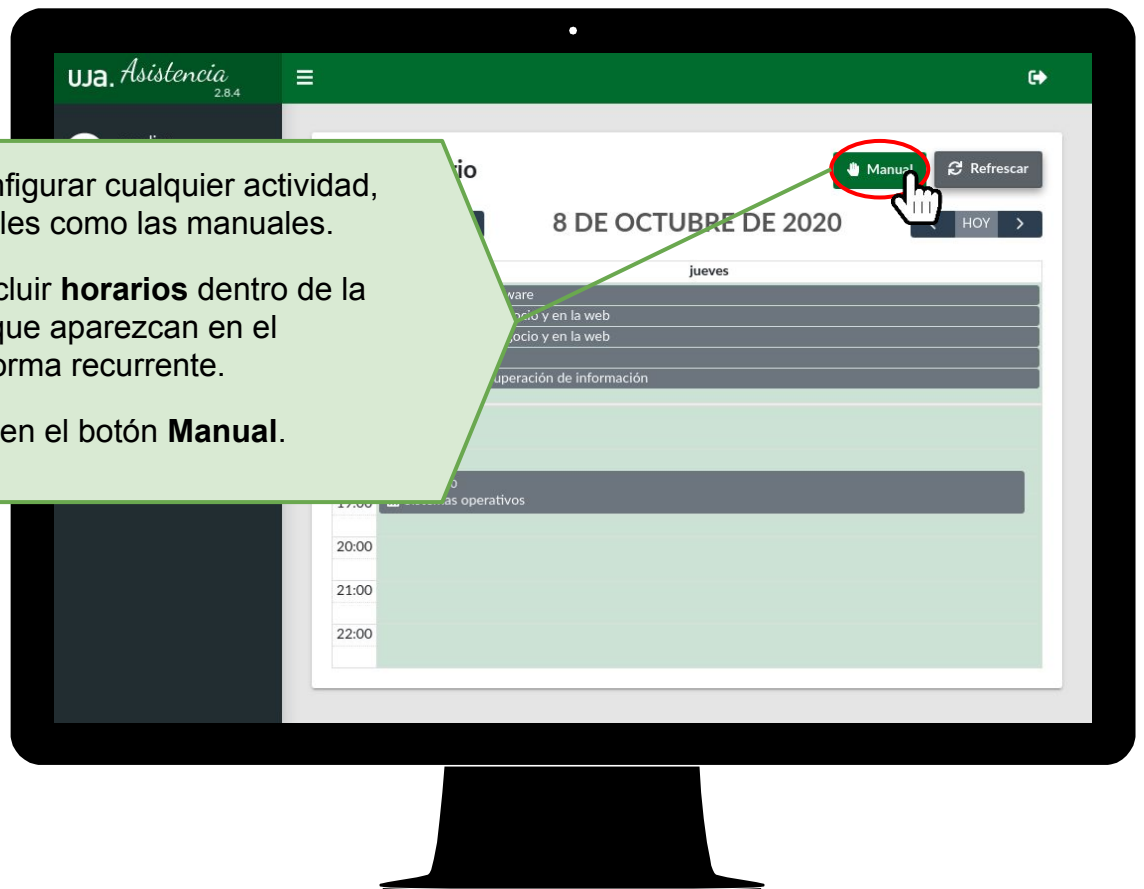 uja. Asistencia
2.8.4
nfigurar cualquier actividad,
les como las manuales.
cluir horarios dentro de la
que aparezcan en el
orma recurrente.
en el botón Manual.
io
Manual
Refrescar
8 DE OCTUBRE DE 2020
HOY
jueves
ware
ocio y en la web
gocio y en la web
uperación de información
operativos
20:00
21:00
22:00